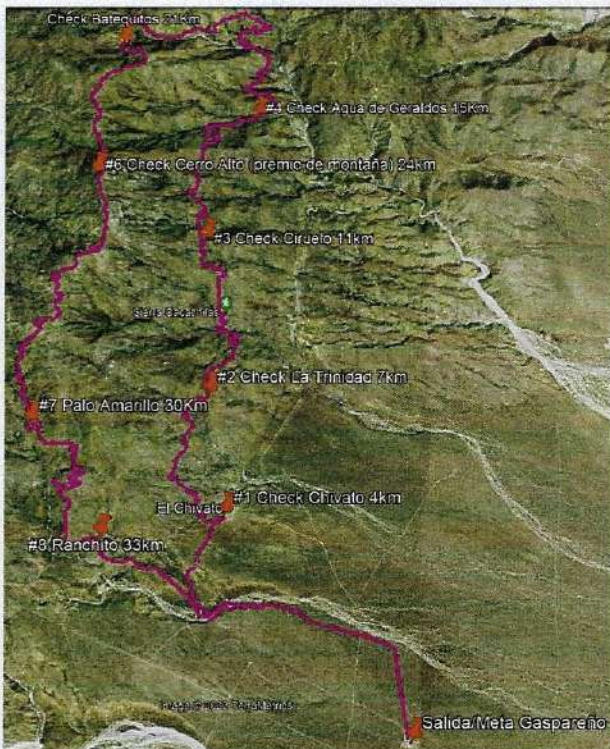 Check Batequitos 21Km
#4 Check Agua de Geraldos 15Km
#6 Check Cerro Alto (premio de montaña) 24km
#3 Check Ciruelo 11km
#2 Check La Trinidad 7km
#7 Palo Amarillo 30Km
#1 Check Chivato 4km
El Chivato
#8 Ranchito 33km
Salida/Meta Gaspareño